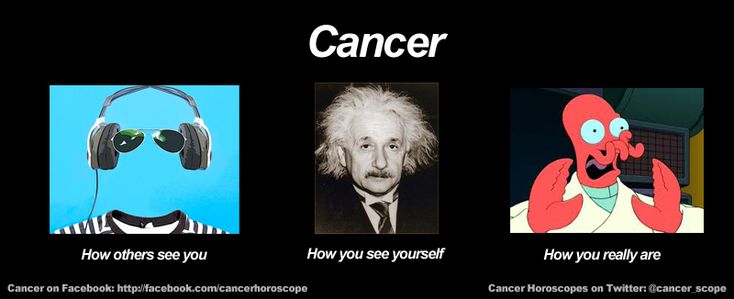 Cancer
How others see you
How you see yourself
How you really are
Cancer on Facebook: http://facebook.com/cancerhoroscope
Cancer Horoscopes on Twitter: @cancer_scope